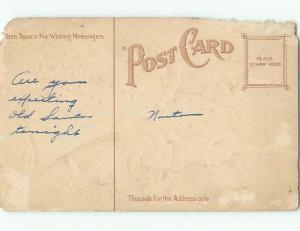 This Space For Writing Messages
POST CARD
PLACE
STAMP HERE
Are you
expecting
Old Santa
tonight
This side for the Address only